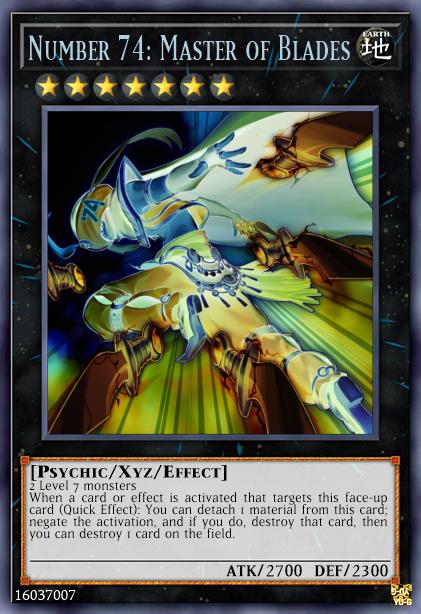 NUMBER 74: MASTER OF BLADES
EARTH
地
74
[PSYCHIC/XYZ/EFFECT]
2 Level 7 monsters
When a card or effect is activated that targets this face-up
card (Quick Effect): You can detach 1 material from this card;
negate the activation, and if you do, destroy that card, then
you can destroy 1 card on the field.
ATK/2700 DEF/2300
16037007